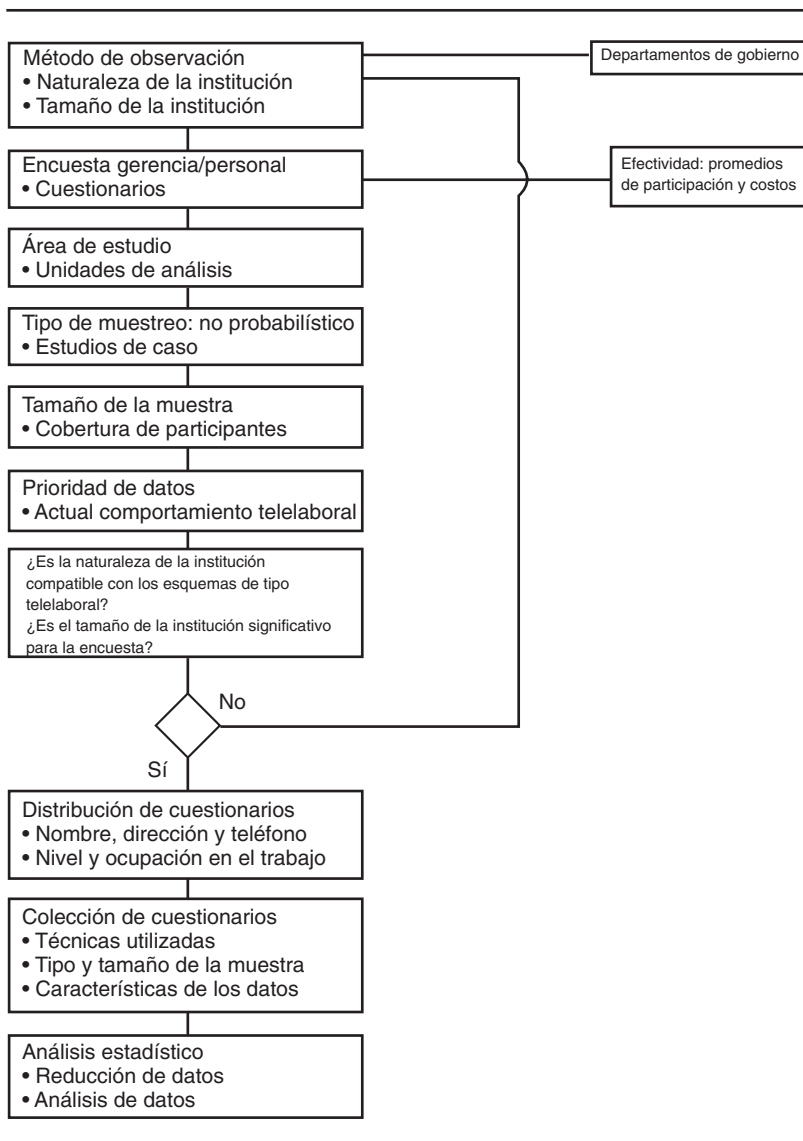 Método de observación
• Naturaleza de la institución
• Tamaño de la institución
Departamentos de gobierno
Encuesta gerencia/personal
• Cuestionarios
Efectividad: promedios
de participación y costos
Área de estudio
• Unidades de análisis
Tipo de muestreo: no probabilístico
• Estudios de caso
Tamaño de la muestra
• Cobertura de participantes
Prioridad de datos
• Actual comportamiento telelaboral
¿Es la naturaleza de la institución
compatible con los esquemas de tipo
telelaboral?
¿Es el tamaño de la institución significativo
para la encuesta?
No
Sí
Distribución de cuestionarios
• Nombre, dirección y teléfono
• Nivel y ocupación en el trabajo
Colección de cuestionarios
• Técnicas utilizadas
• Tipo y tamaño de la muestra
• Característicias de los datos
Análisis estadístico
• Reducción de datos
• Análisis de datos